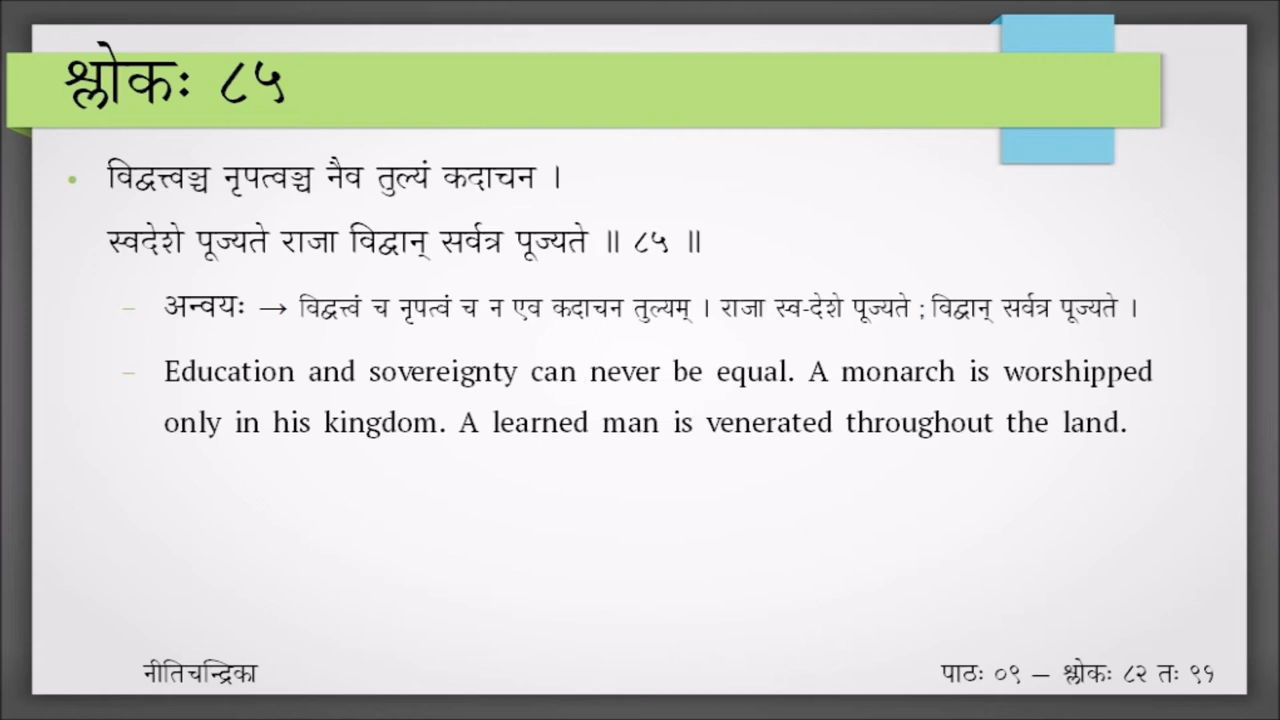 श्लोकः ८५
विद्वत्त्वञ्च नृपत्वञ्च नैव तुल्यं कदाचन ।
स्वदेशे पूज्यते राजा विद्वान् सर्वत्र पूज्यते ॥ ८५ ॥
अन्वयः → विद्वत्त्वं च नृपत्वं च न एव कदाचन तुल्यम् । राजा स्व-देशे पूज्यते ; विद्वान् सर्वत्र पूज्यते ।
Education and sovereignty can never be equal. A monarch is worshipped
only in his kingdom. A learned man is venerated throughout the land.
नीतिचन्द्रिका
पाठः ०९ – श्लोकः ८२ तः ९१